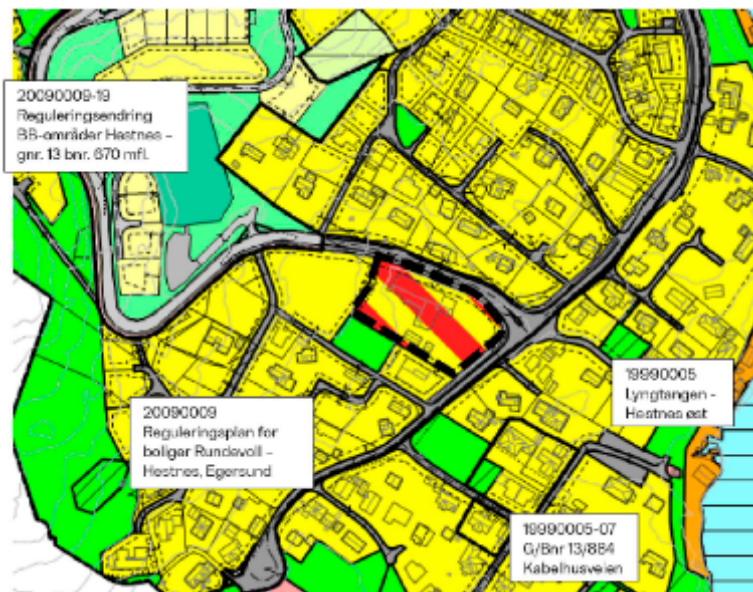 20090009-19
Reguleringsendring
BB-områder Hestnes –
gnr. 13 bnr. 670 mfl.
19990005
Lyngtangen -
Hestnes øst
20090009
Reguleringsplan for
boliger Rundevoll –
Hestnes, Egersund
19990005-07
G/Bnr 13/884
Kabelhusveien